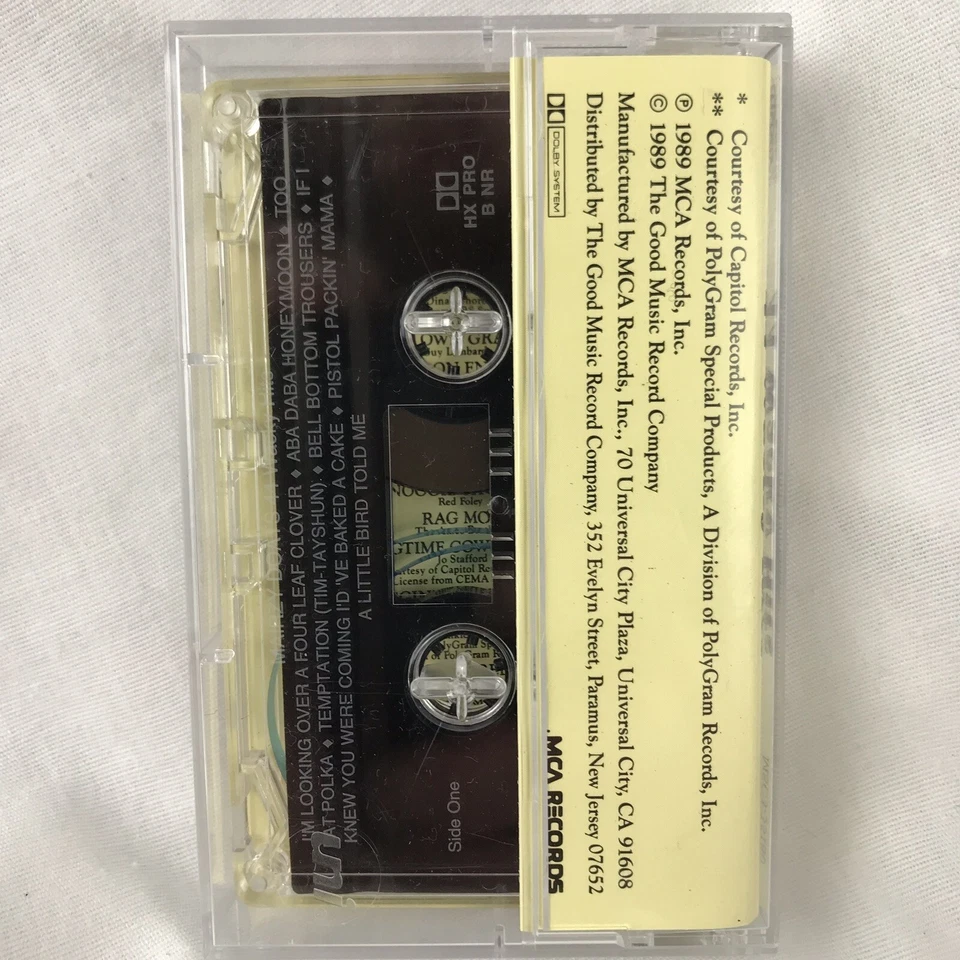 * Courtesy of Capitol Records, Inc.
** Courtesy of PolyGram Special Products, A Division of PolyGram Records, Inc.
℗ 1989 MCA Records, Inc.
© 1989 The Good Music Record Company
Manufactured by MCA Records, Inc., 70 Universal City Plaza, Universal City, CA 91608
Distributed by The Good Music Record Company, 352 Evelyn Street, Paramus, New Jersey 07652
DOLBY SYSTEM
MCA RECORDS
HX PRO
B NR
I'M LOOKING OVER A FOUR LEAF CLOVER ♦ ABA DABA HONEYMOON ♦ TOO
AT POLKA ♦ TEMPTATION (TIM-TAYSHUN) ♦ BELL BOTTOM TROUSERS ♦ IF I
KNEW YOU WERE COMING I'D 'VE BAKED A CAKE ♦ PISTOL PACKIN' MAMA ♦
A LITTLE BIRD TOLD ME
Side One
Red Foley
RAG MO
GTIME COW
Jo Stafford
rtesy of Capitol Re
License from CEMA